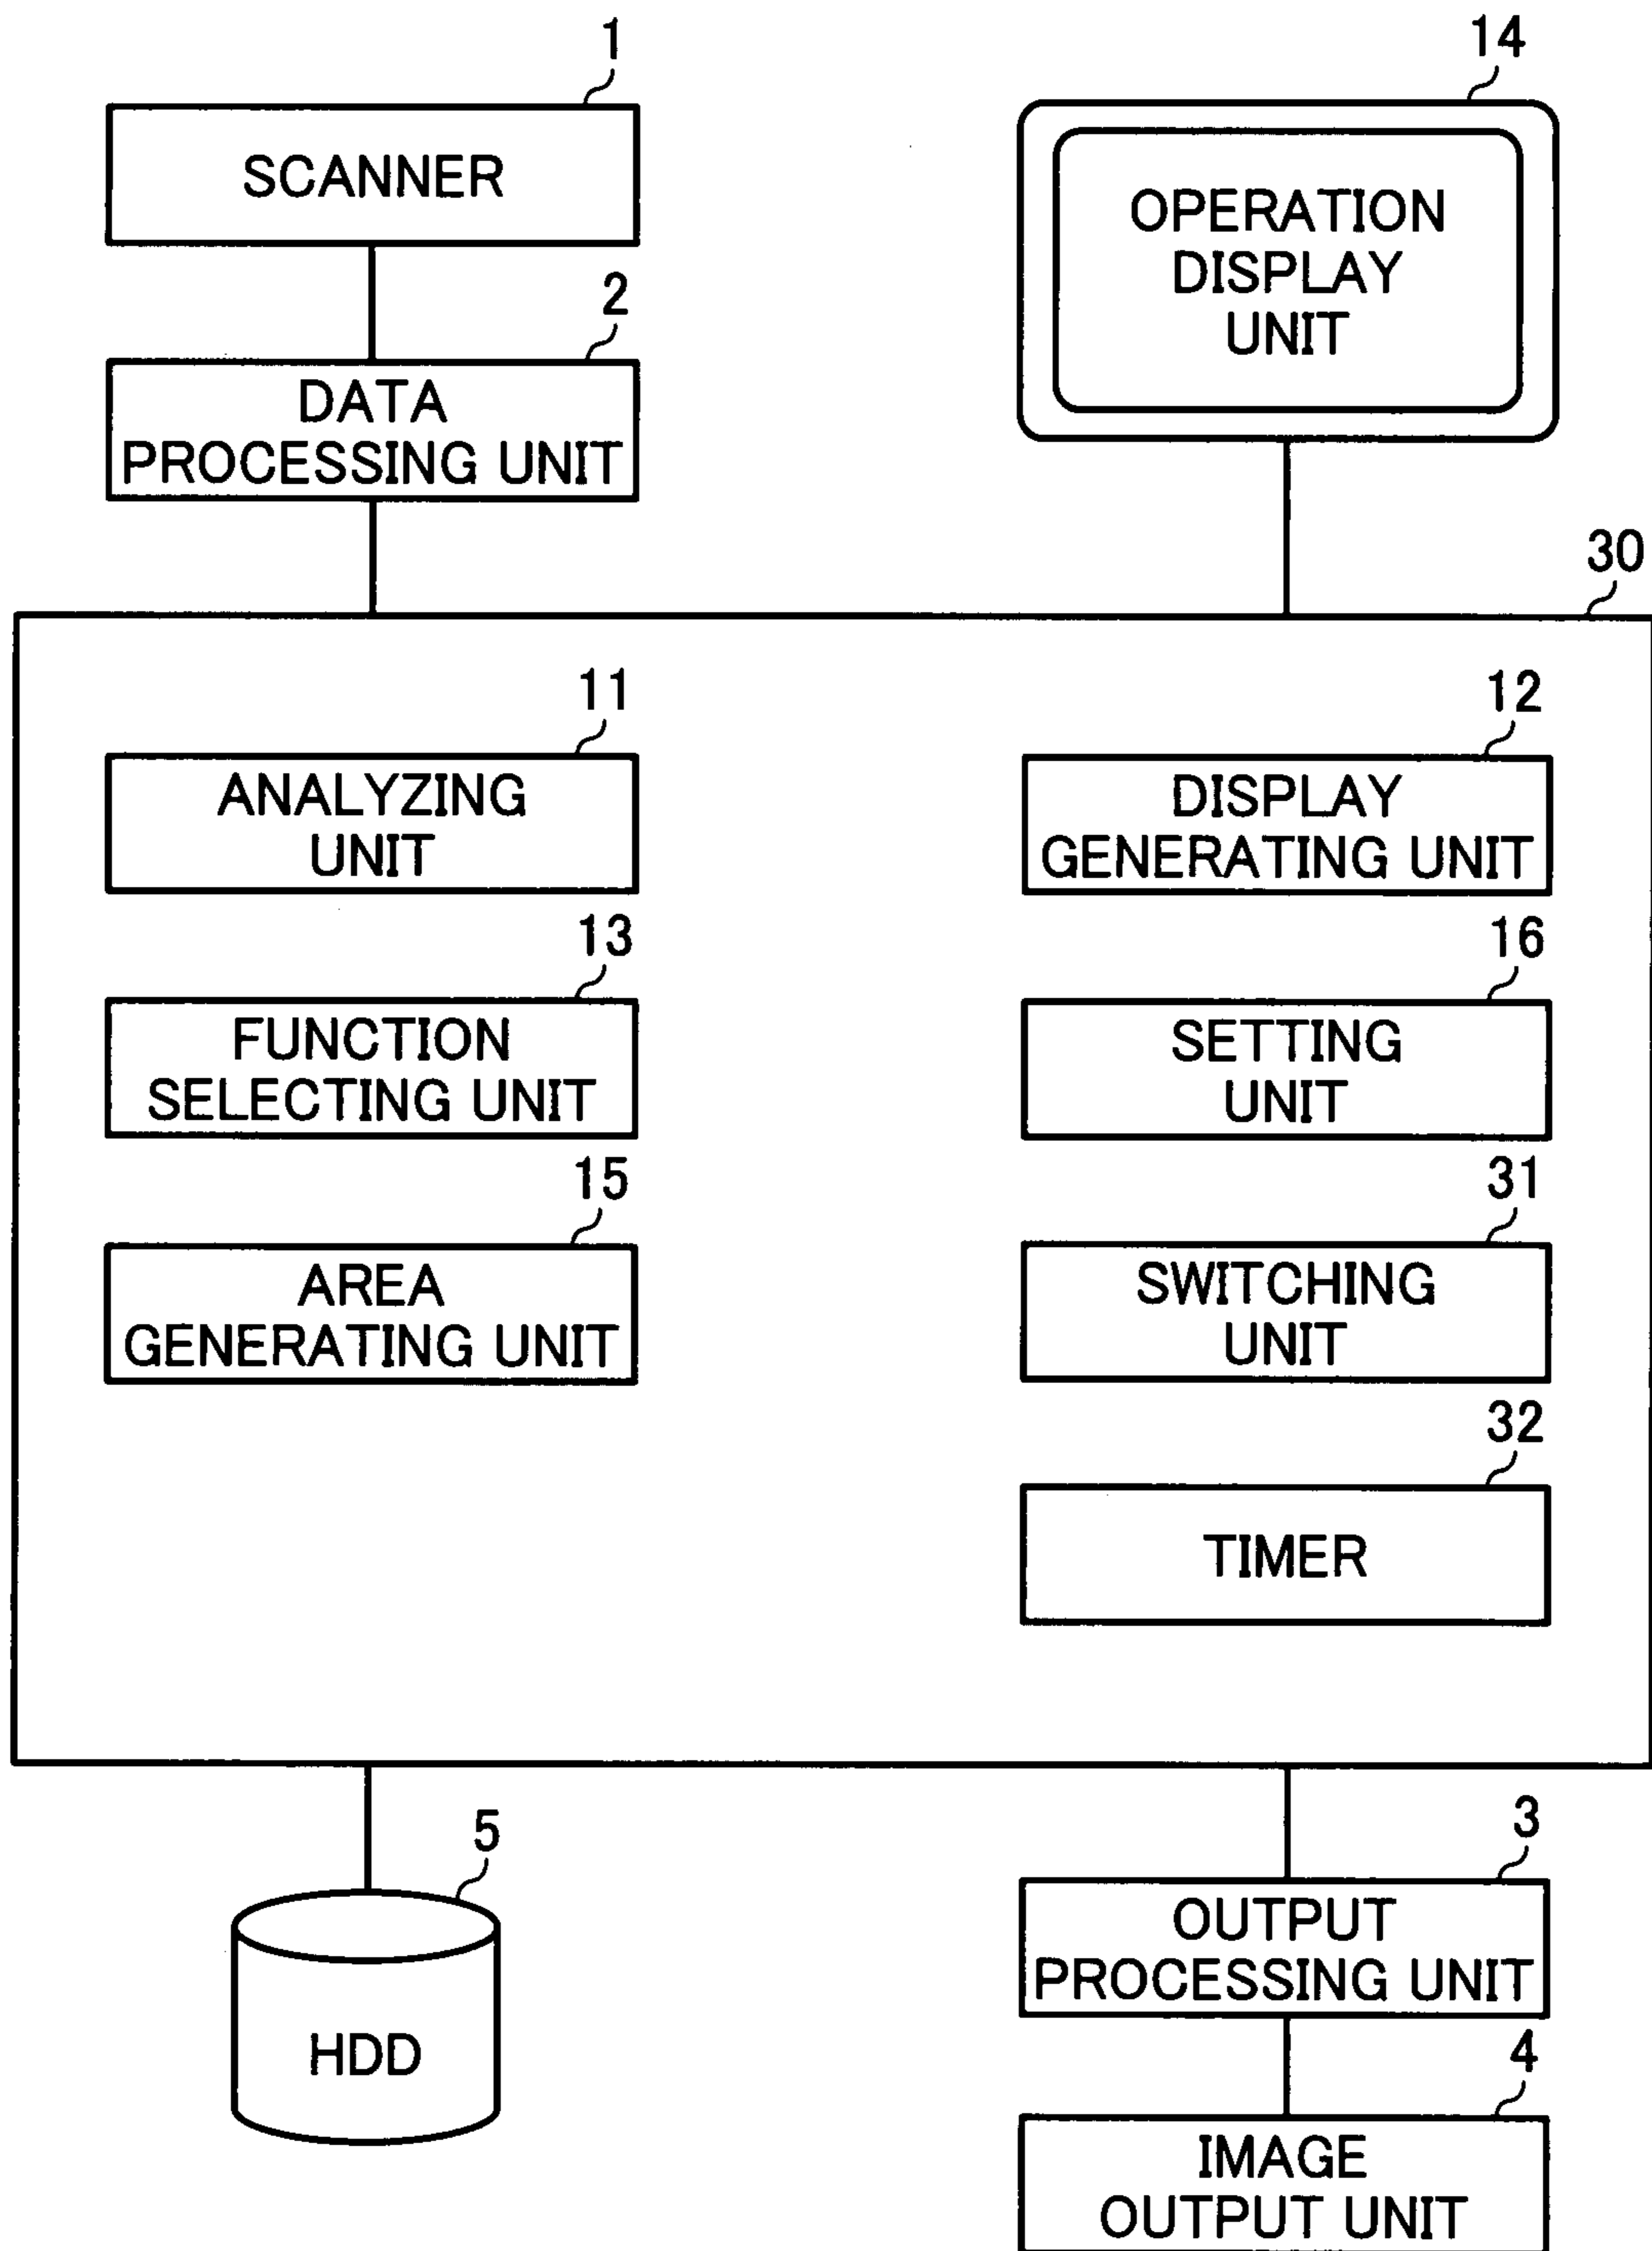 1
SCANNER
14
OPERATION
DISPLAY
UNIT
2
DATA
PROCESSING UNIT
30
11
ANALYZING
UNIT
12
DISPLAY
GENERATING UNIT
13
FUNCTION
SELECTING UNIT
16
SETTING
UNIT
15
AREA
GENERATING UNIT
31
SWITCHING
UNIT
32
TIMER
5
HDD
3
OUTPUT
PROCESSING UNIT
4
IMAGE
OUTPUT UNIT